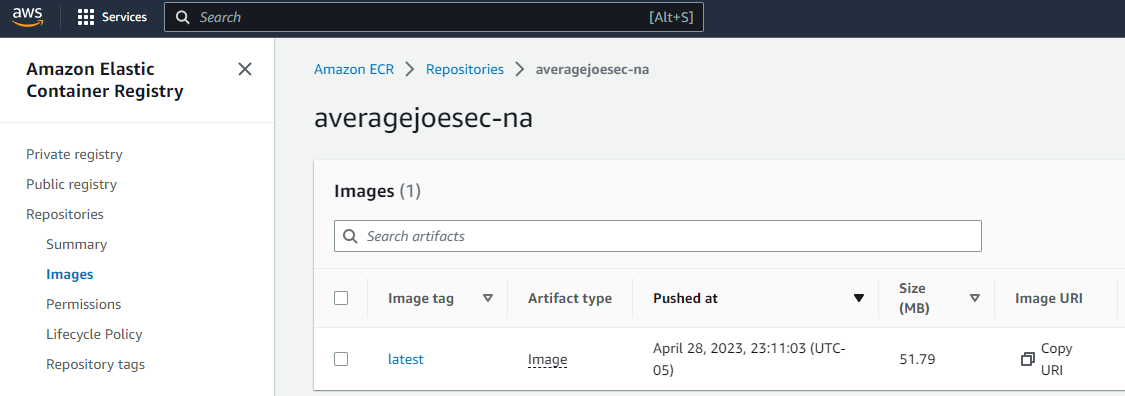 aws
Services
Search
[Alt+S]
Amazon Elastic
Container Registry
Private registry
Public registry
Repositories
Summary
Images
Permissions
Lifecycle Policy
Repository tags
Amazon ECR
Repositories
averagejoesec-na
averagejoesec-na
Images (1)
Search artifacts
Image tag
Artifact type
Pushed at
Size
(MB)
Image URI
latest
Image
April 28, 2023, 23:11:03 (UTC-
05)
51.79
Copy
URI